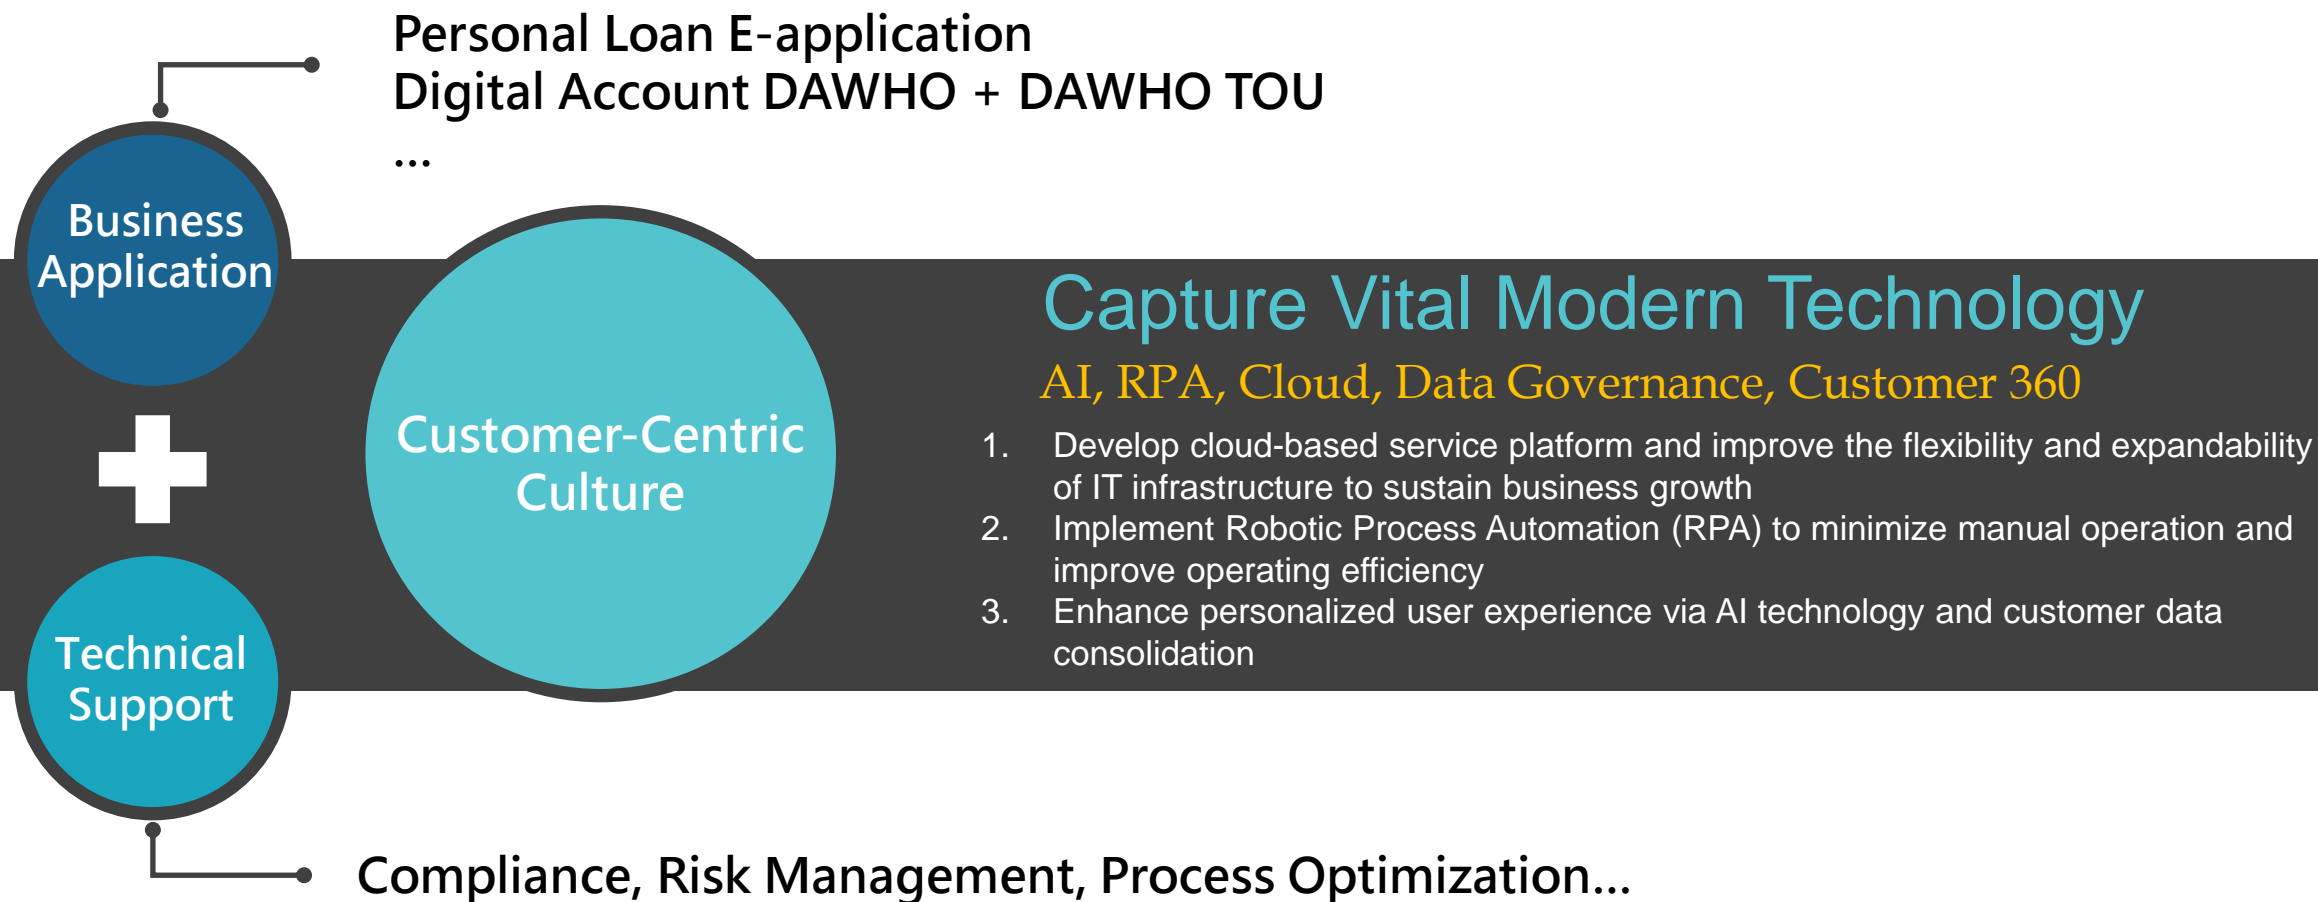 Personal Loan E-application
Digital Account DAWHO + DAWHO TOU
...
Business
Application
Customer-Centric
Culture
Technical
Support
Capture Vital Modern Technology
AI, RPA, Cloud, Data Governance, Customer 360
1. Develop cloud-based service platform and improve the flexibility and expandability
of IT infrastructure to sustain business growth
2. Implement Robotic Process Automation (RPA) to minimize manual operation and
improve operating efficiency
3. Enhance personalized user experience via AI technology and customer data
consolidation
Compliance, Risk Management, Process Optimization...